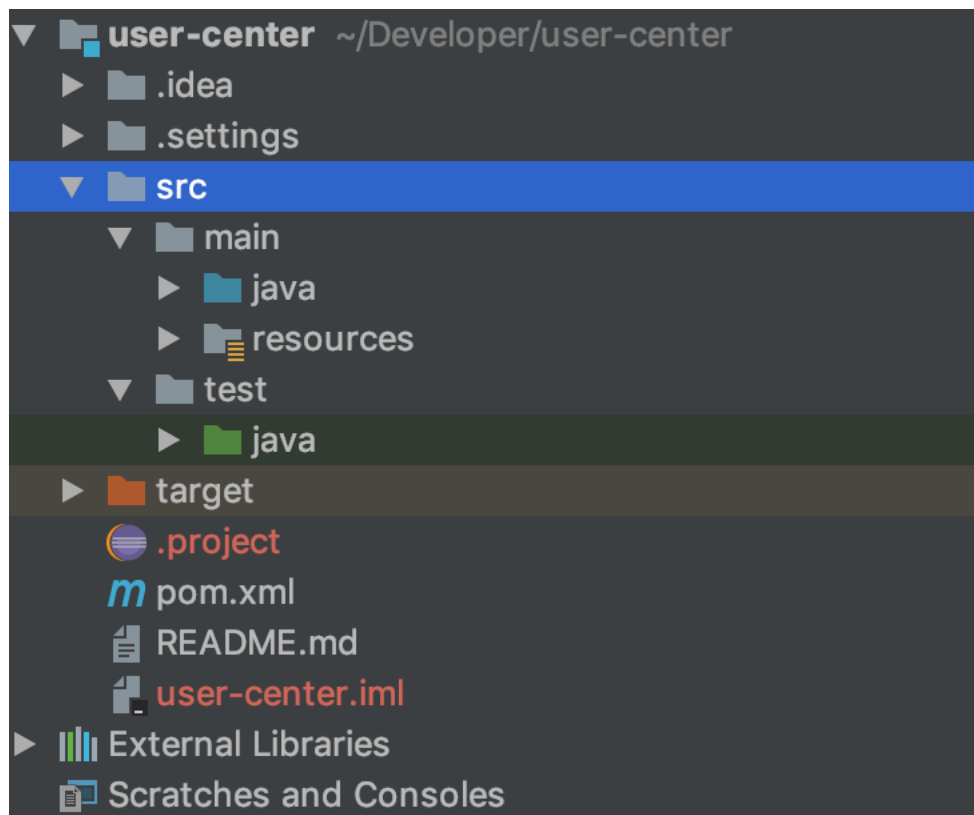 user-center ~/Developer/user-center
.idea
.settings
src
main
java
resources
test
java
target
.project
m pom.xml
README.md
user-center.iml
External Libraries
Scratches and Consoles